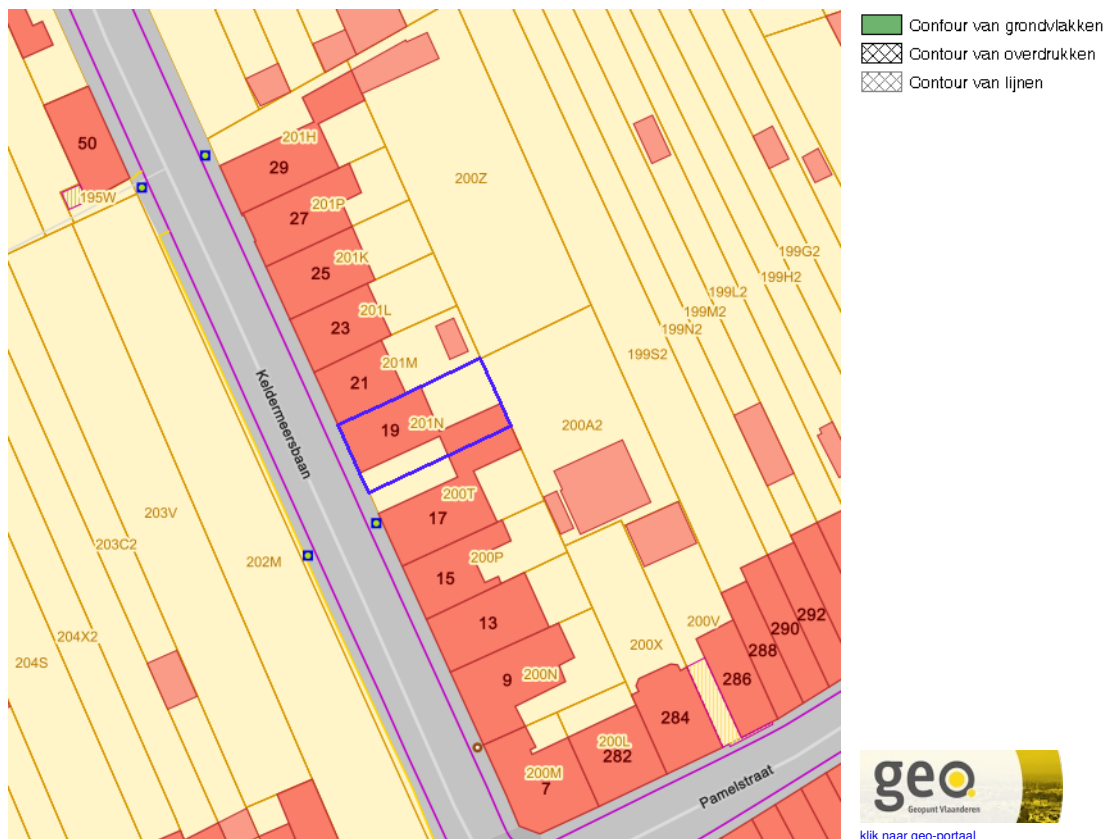 Contour van grondvlakken
Contour van overdrukken
Contour van lijnen
50
195W
201H
29
201P
27
201K
25
201L
23
201M
21
201N
19
200Z
199G2
199H2
199L2
199M2
199N2
199S2
200A2
Keldermeersbaan
203V
203C2
202M
204X2
204S
200T
17
200P
15
13
200N
9
200X
200V
292
290
288
286
284
200L
282
200M
7
Pamelstraat
geo.
Geopunt Vlaanderen
klik naar geo-portaal